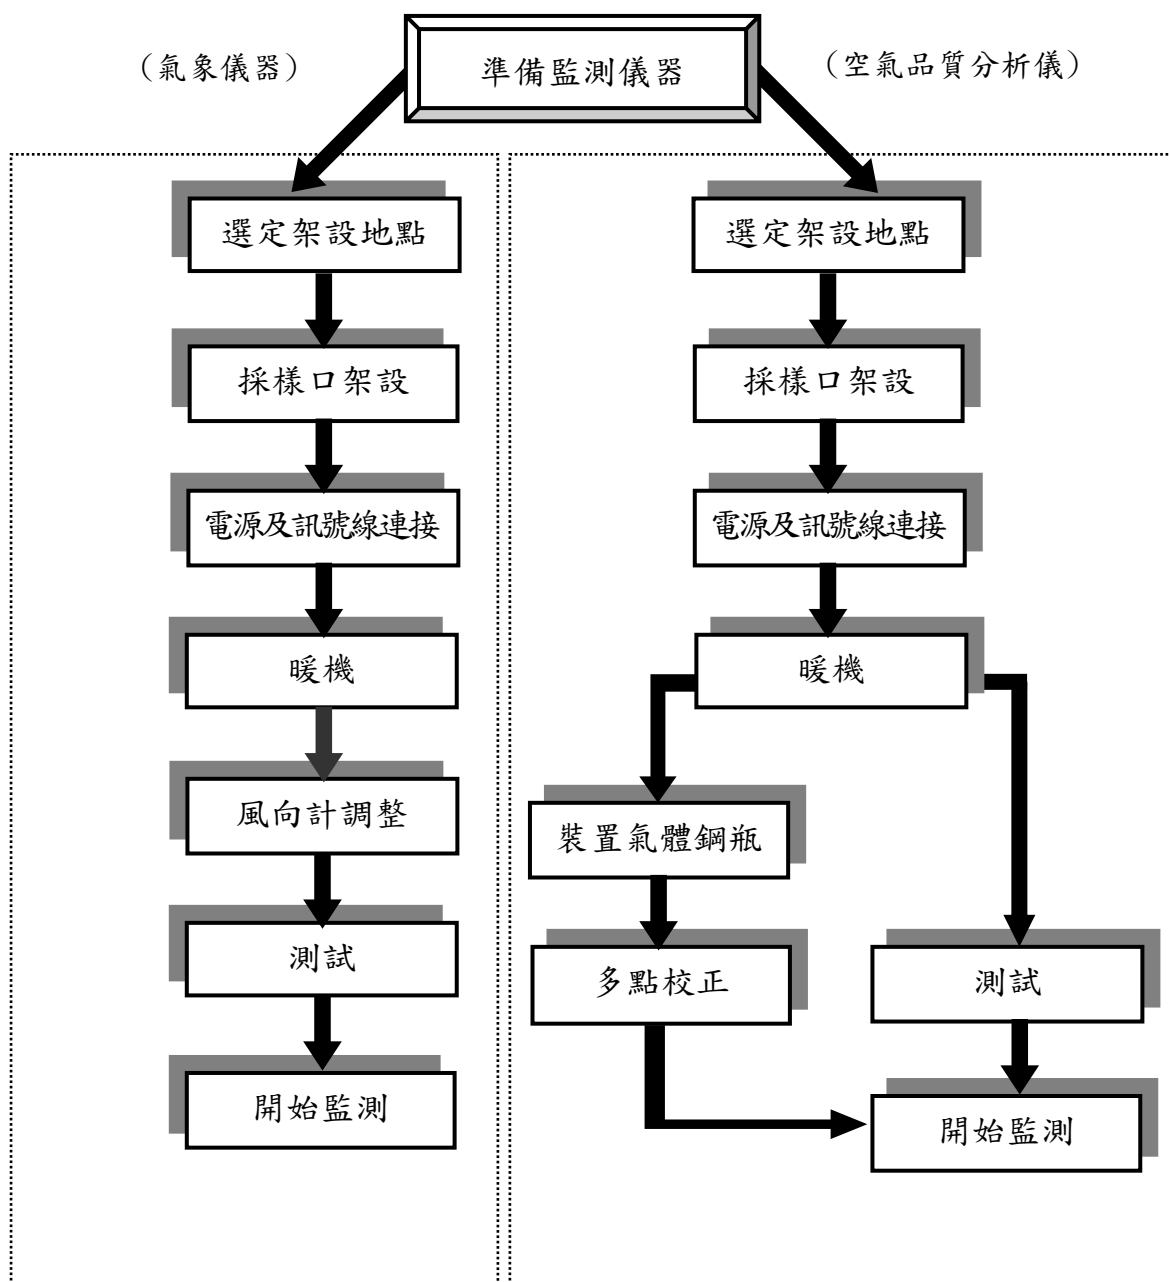 （氣象儀器）
準備監測儀器
（空氣品質分析儀）
選定架設地點
採樣口架設
電源及訊號線連接
暖機
風向計調整
測試
開始監測
選定架設地點
採樣口架設
電源及訊號線連接
暖機
裝置氣體鋼瓶
多點校正
測試
開始監測